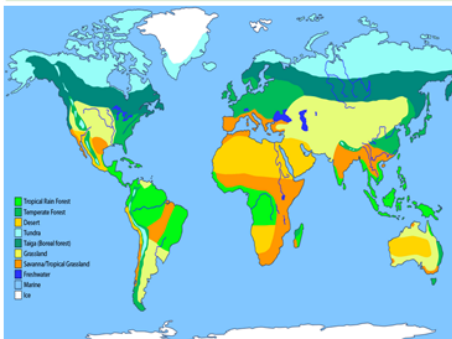 Tropical Rain Forest
Temperate Forest
Desert
Tundra
Taiga (Boreal forest)
Grassland
Savanna/Tropical Grassland
Freshwater
Marine
Ice